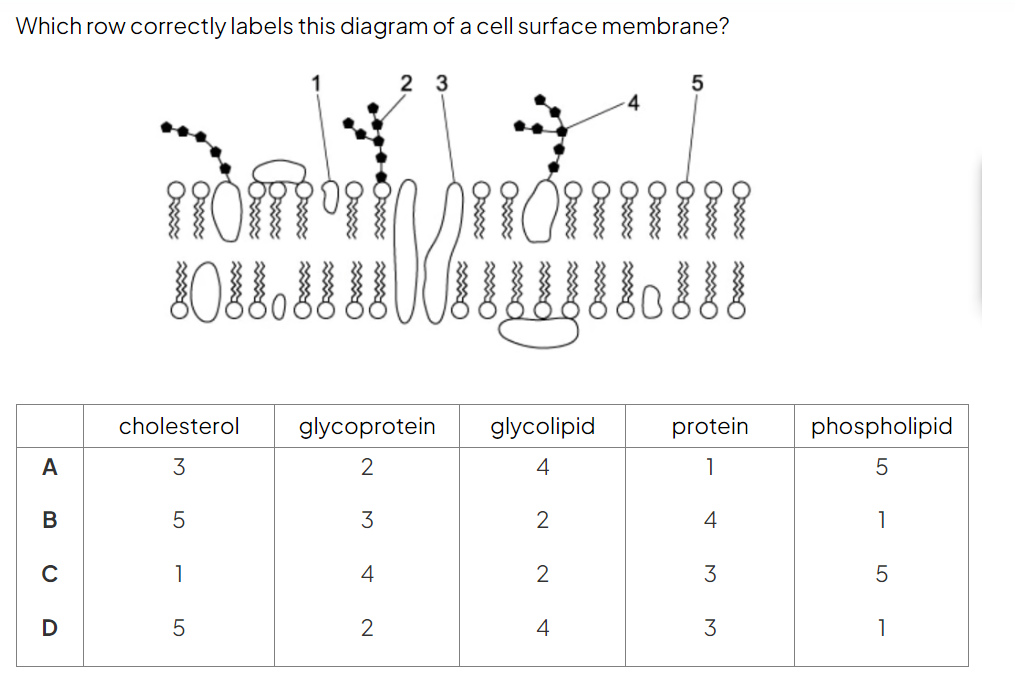 Which row correctly labels this diagram of a cell surface membrane?
1 2 3 4 5
cholesterol glycoprotein glycolipid protein phospholipid
A 3 2 4 1 5
B 5 3 2 4 1
C 1 4 2 3 5
D 5 2 4 3 1